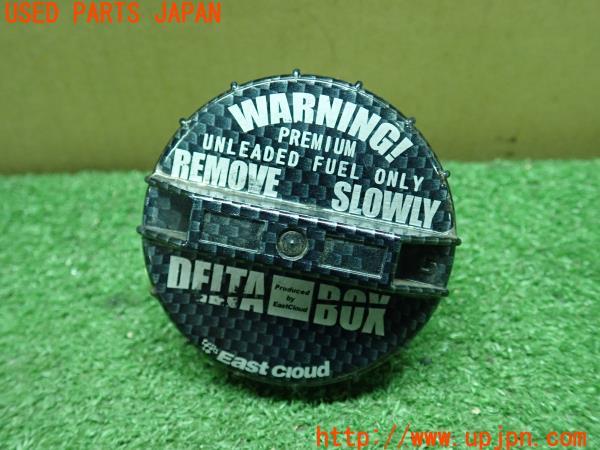 USED PARTS JAPAN
WARNING!
PREMIUM
UNLEADED FUEL ONLY
REMOVE SLOWLY
DELTA BOX
Produced
by
EastCloud
East Cloud
http://www.upjpn.com